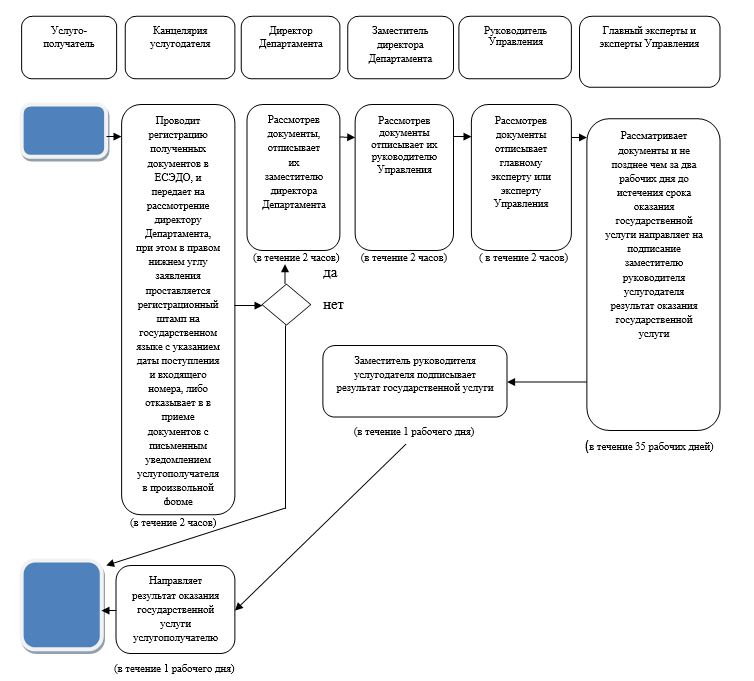 Услуго-
получатель
Канцелярия
услугодателя
Директор
Департамента
Заместитель
директора
Департамента
Руководитель
Управления
Главный эксперты и
эксперты Управления
Проводит
регистрацию
полученных
документов в
ЕСЭДО, и
передает на
рассмотрение
директору
Департамента,
при этом в правом
нижнем углу
заявления
проставляется
регистрационный
штамп на
государственном
языке с указанием
даты поступления
и входящего
номера, либо
отказывает в в
приеме
документов с
письменным
уведомлением
услугополучателя
в произвольной
форме
(в течение 2 часов)
Рассмотрев
документы,
отписывает
их
заместителю
директора
Департамента
(в течение 2 часов)
Рассмотрев
документы
отписывает их
руководителю
Управления
(в течение 2 часов)
Рассмотрев
документы
отписывает
главному
эксперту или
эксперту
Управления
( в течение 2 часов)
Рассматривает
документы и не
позднее чем за два
рабочих дня до
истечения срока
оказания
государственной
услуги направляет на
подписание
заместителю
руководителя
услугодателя
результат оказания
государственной
услуги
(в течение 35 рабочих дней)
да
нет
Заместитель руководителя
услугодателя подписывает
результат государственной услуги
(в течение 1 рабочего дня)
Направляет
результат оказания
государственной
услуги
услугополучателю
(в течение 1 рабочего дня)